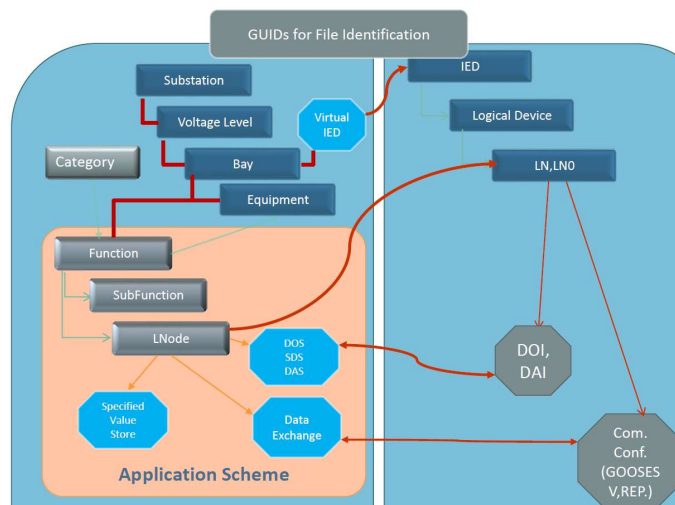 GUIDs for File Identification
Substation
Voltage Level
Bay
Equipment
Category
Virtual
IED
IED
Logical Device
LN,LN0
Function
SubFunction
LNode
DOS
SDS
DAS
Specified
Value
Store
Data
Exchange
Application Scheme
DOI,
DAI
Com.
Conf.
(GOOSES
V,REP.)